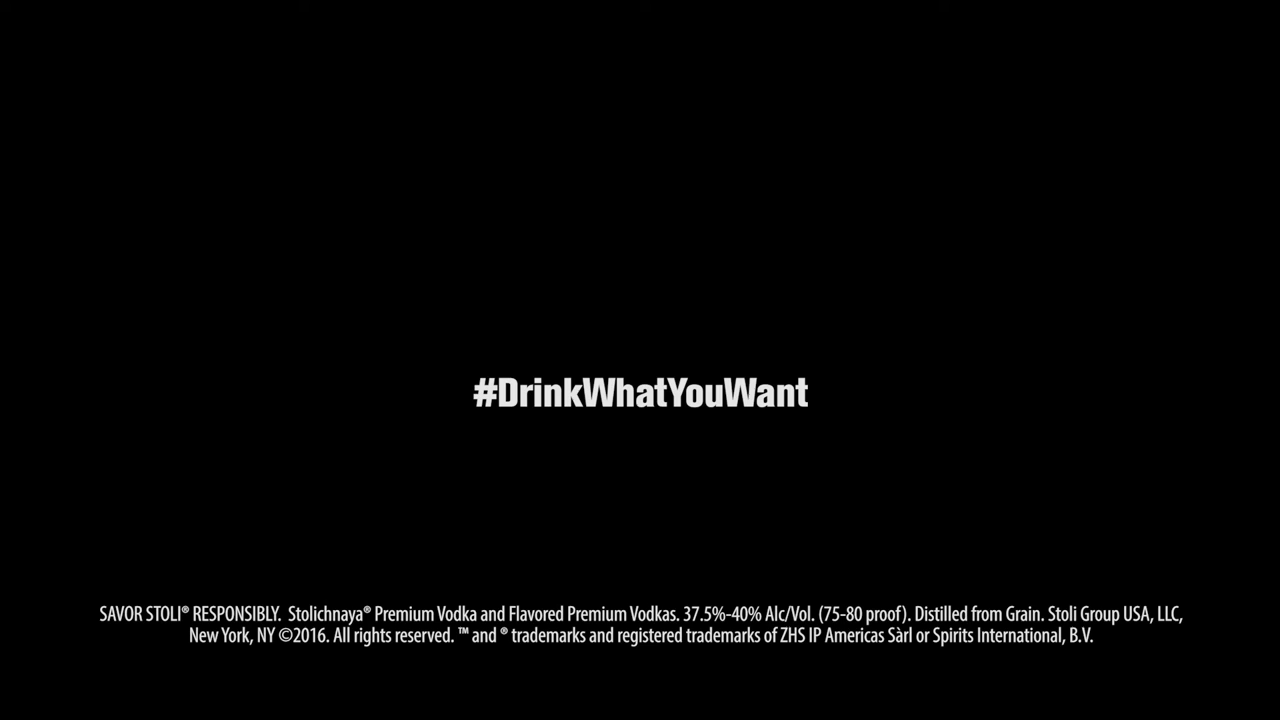 #DrinkWhatYouWant
SAVOR STOLI® RESPONSIBLY. Stolichnaya® Premium Vodka and Flavored Premium Vodkas. 37.5%-40% Alc/Vol. (75-80 proof). Distilled from Grain. Stoli Group USA, LLC,
New York, NY ©2016. All rights reserved. ™ and ® trademarks and registered trademarks of ZHS IP Americas Sàrl or Spirits International, B.V.